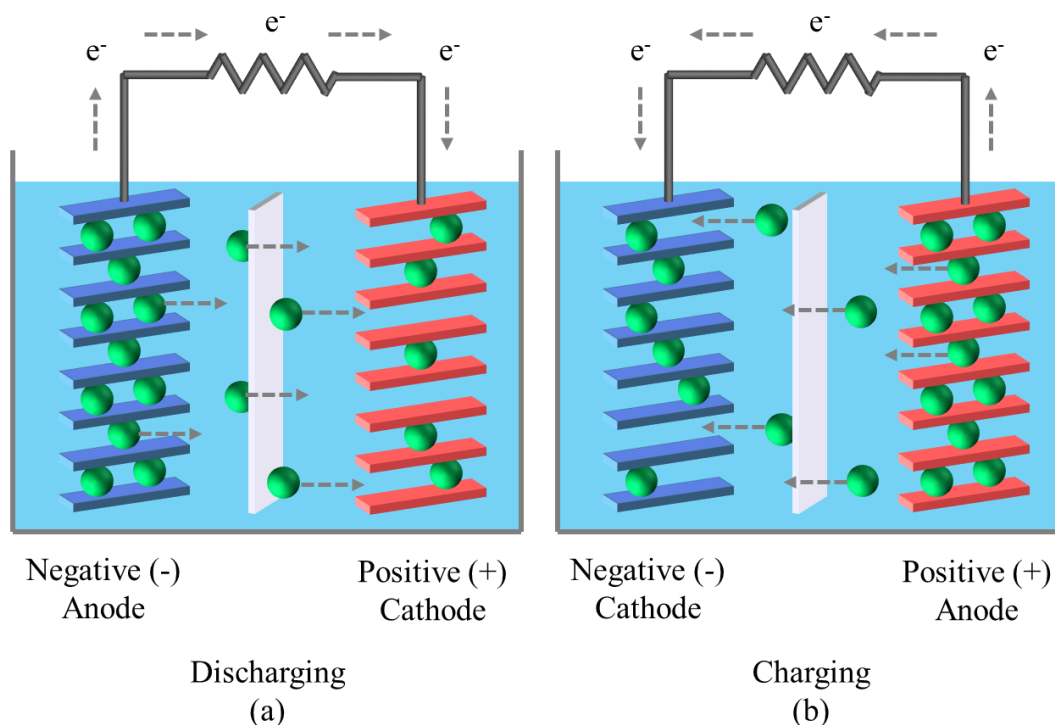 e-
e-
e-
e-
e-
e-
Negative (-)
Anode
Positive (+)
Cathode
Discharging
(a)
Negative (-)
Cathode
Positive (+)
Anode
Charging
(b)